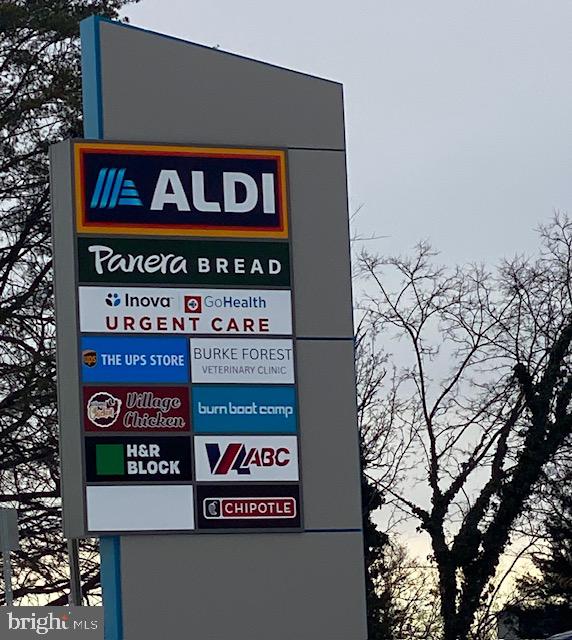 ALDI
Panera BREAD
Inova GoHealth
URGENT CARE
THE UPS STORE
BURKE FOREST
VETERINARY CLINIC
Village
Chicken
burn boot camp
H&R
BLOCK
VA ABC
CHIPOTLE
bright MLS